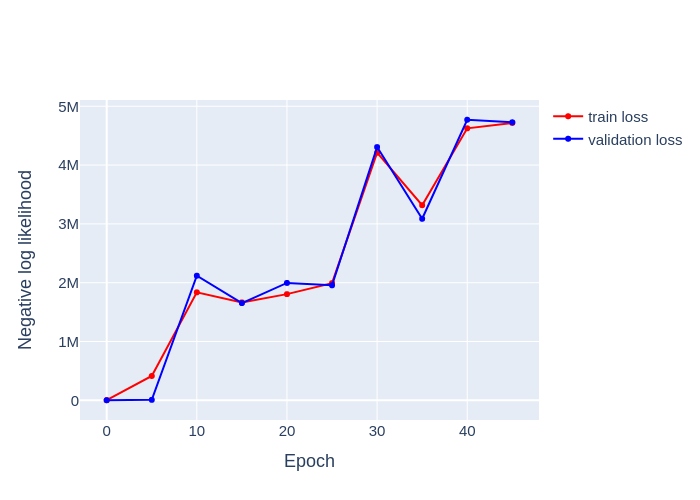 5M
4M
3M
2M
1M
0
0 10 20 30 40
Epoch
Negative log likelihood
train loss
validation loss